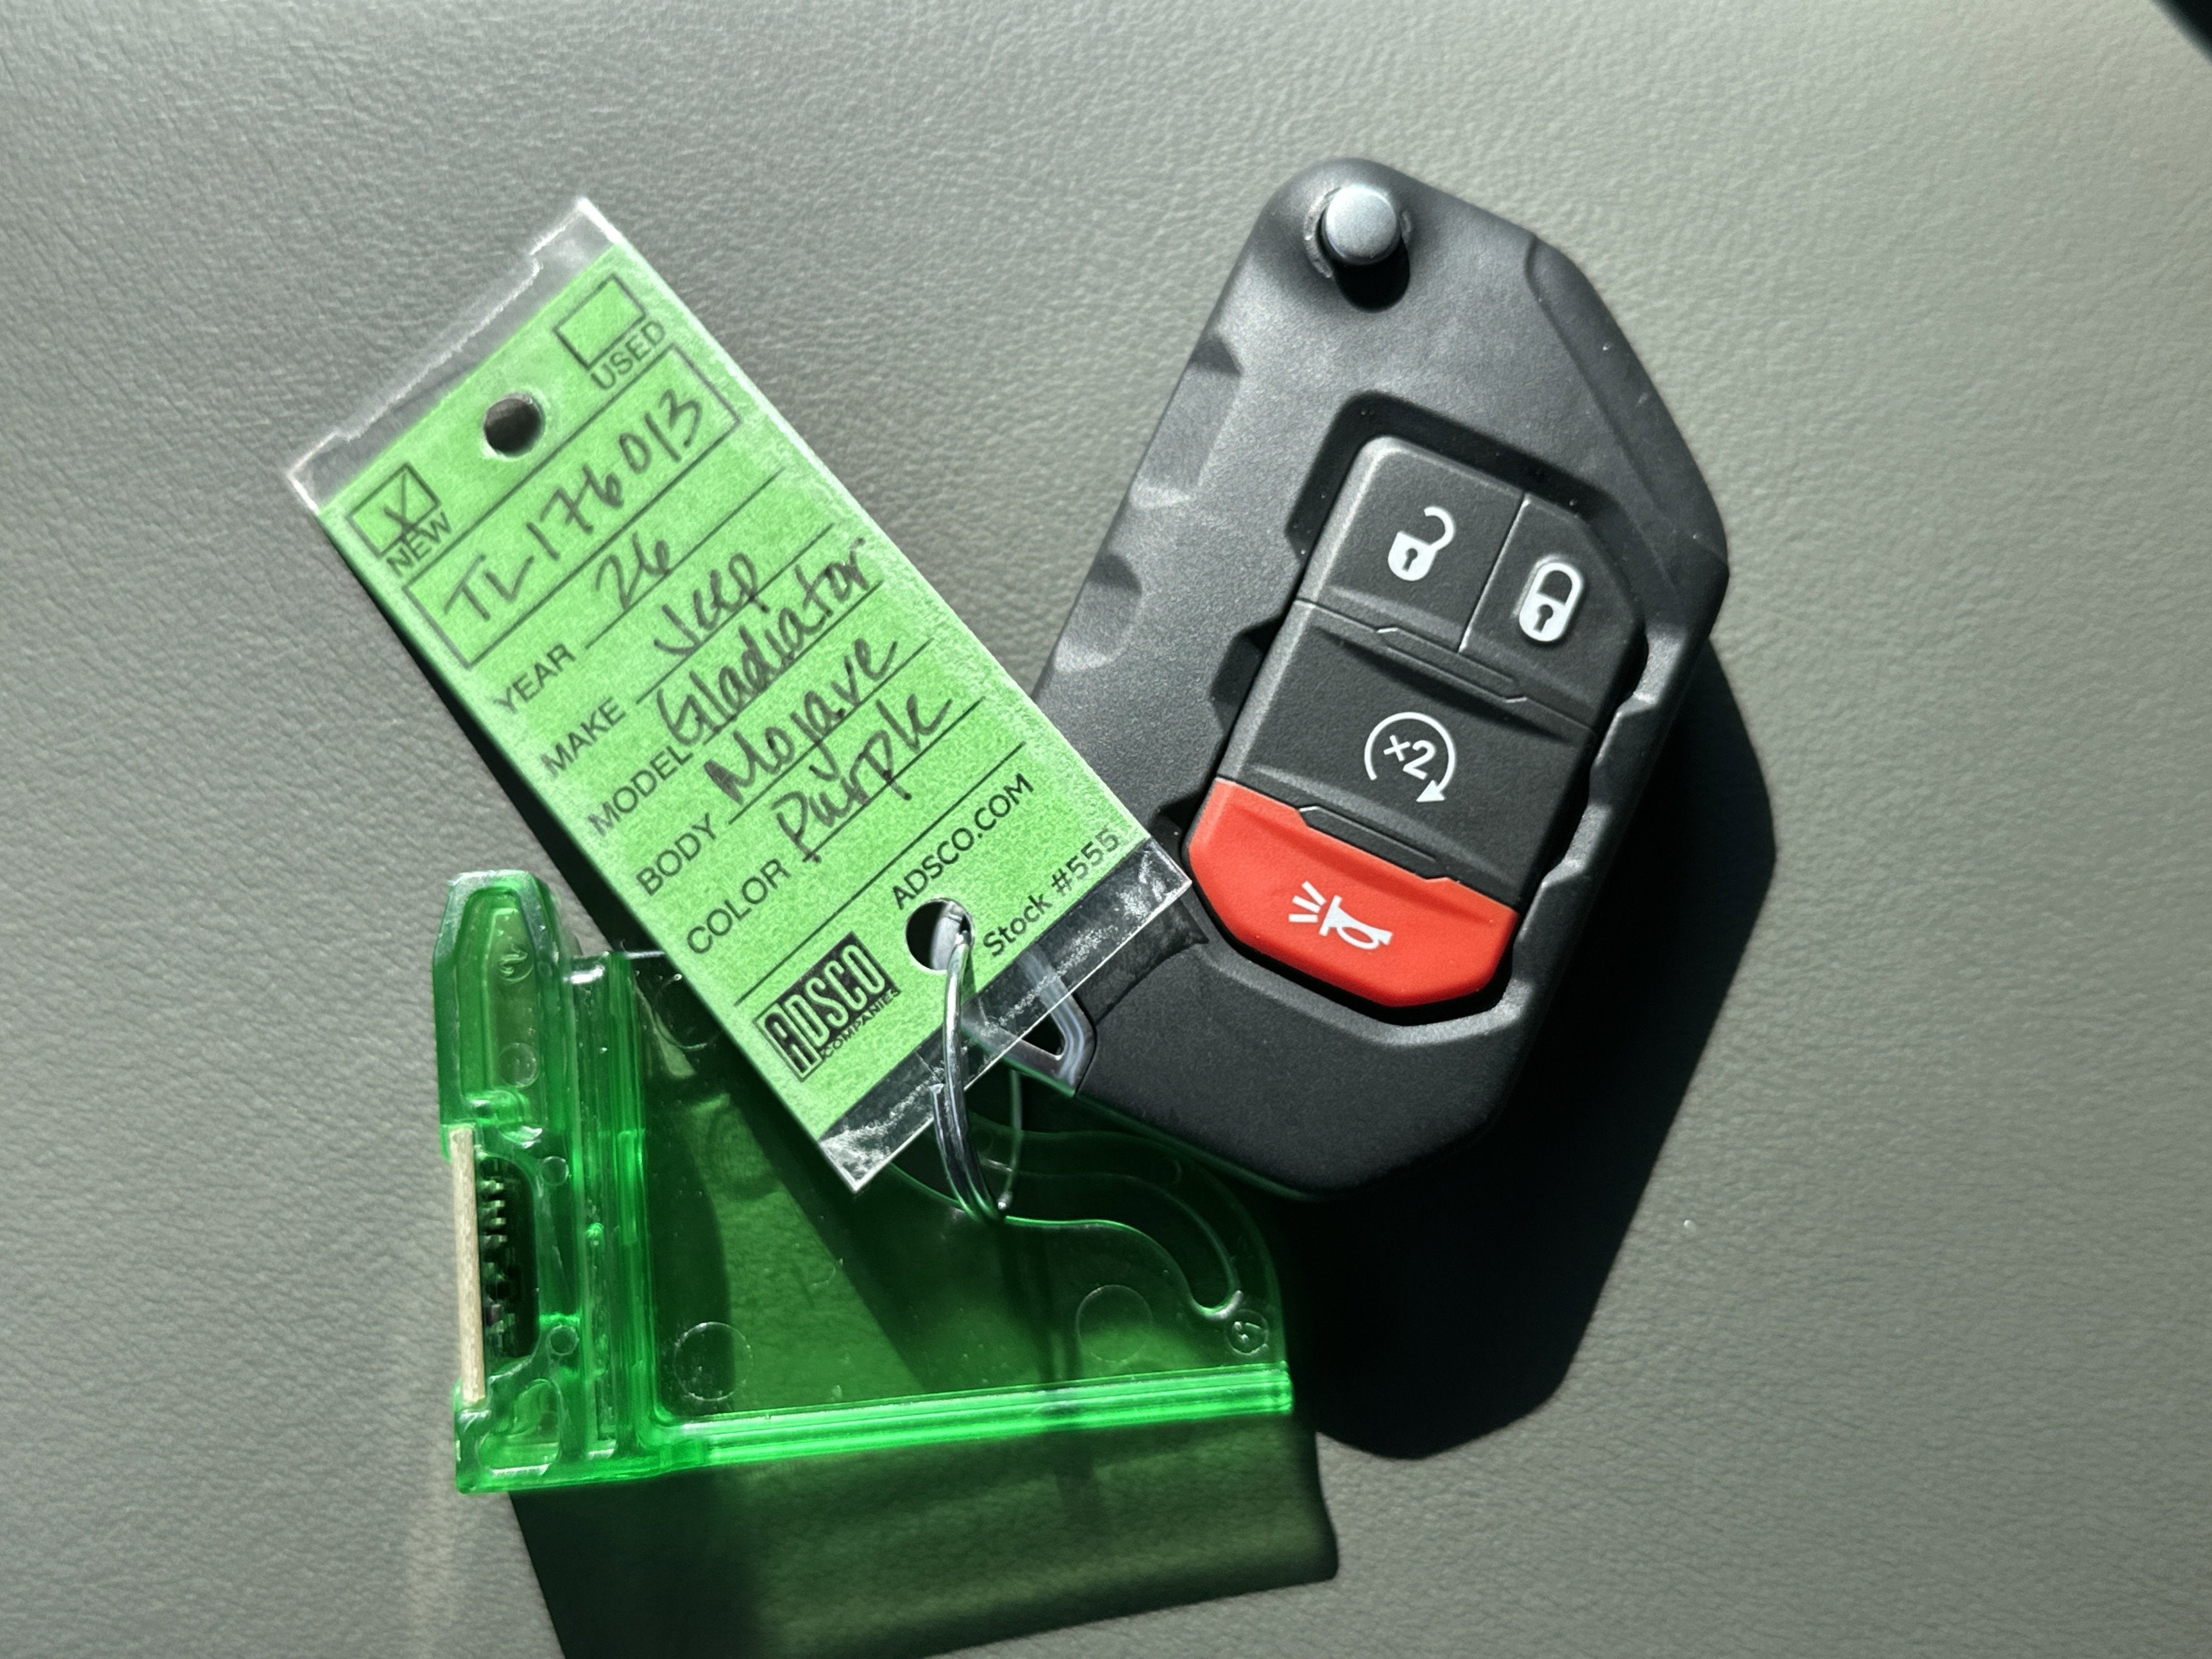 USED
X
NEW
TL176013
YEAR 26
MAKE Jeep
MODEL Gladiator
BODY Mojave
COLOR Purple
ADSCO.COM
ADSCO
COMPANIES
Stock #555
×2